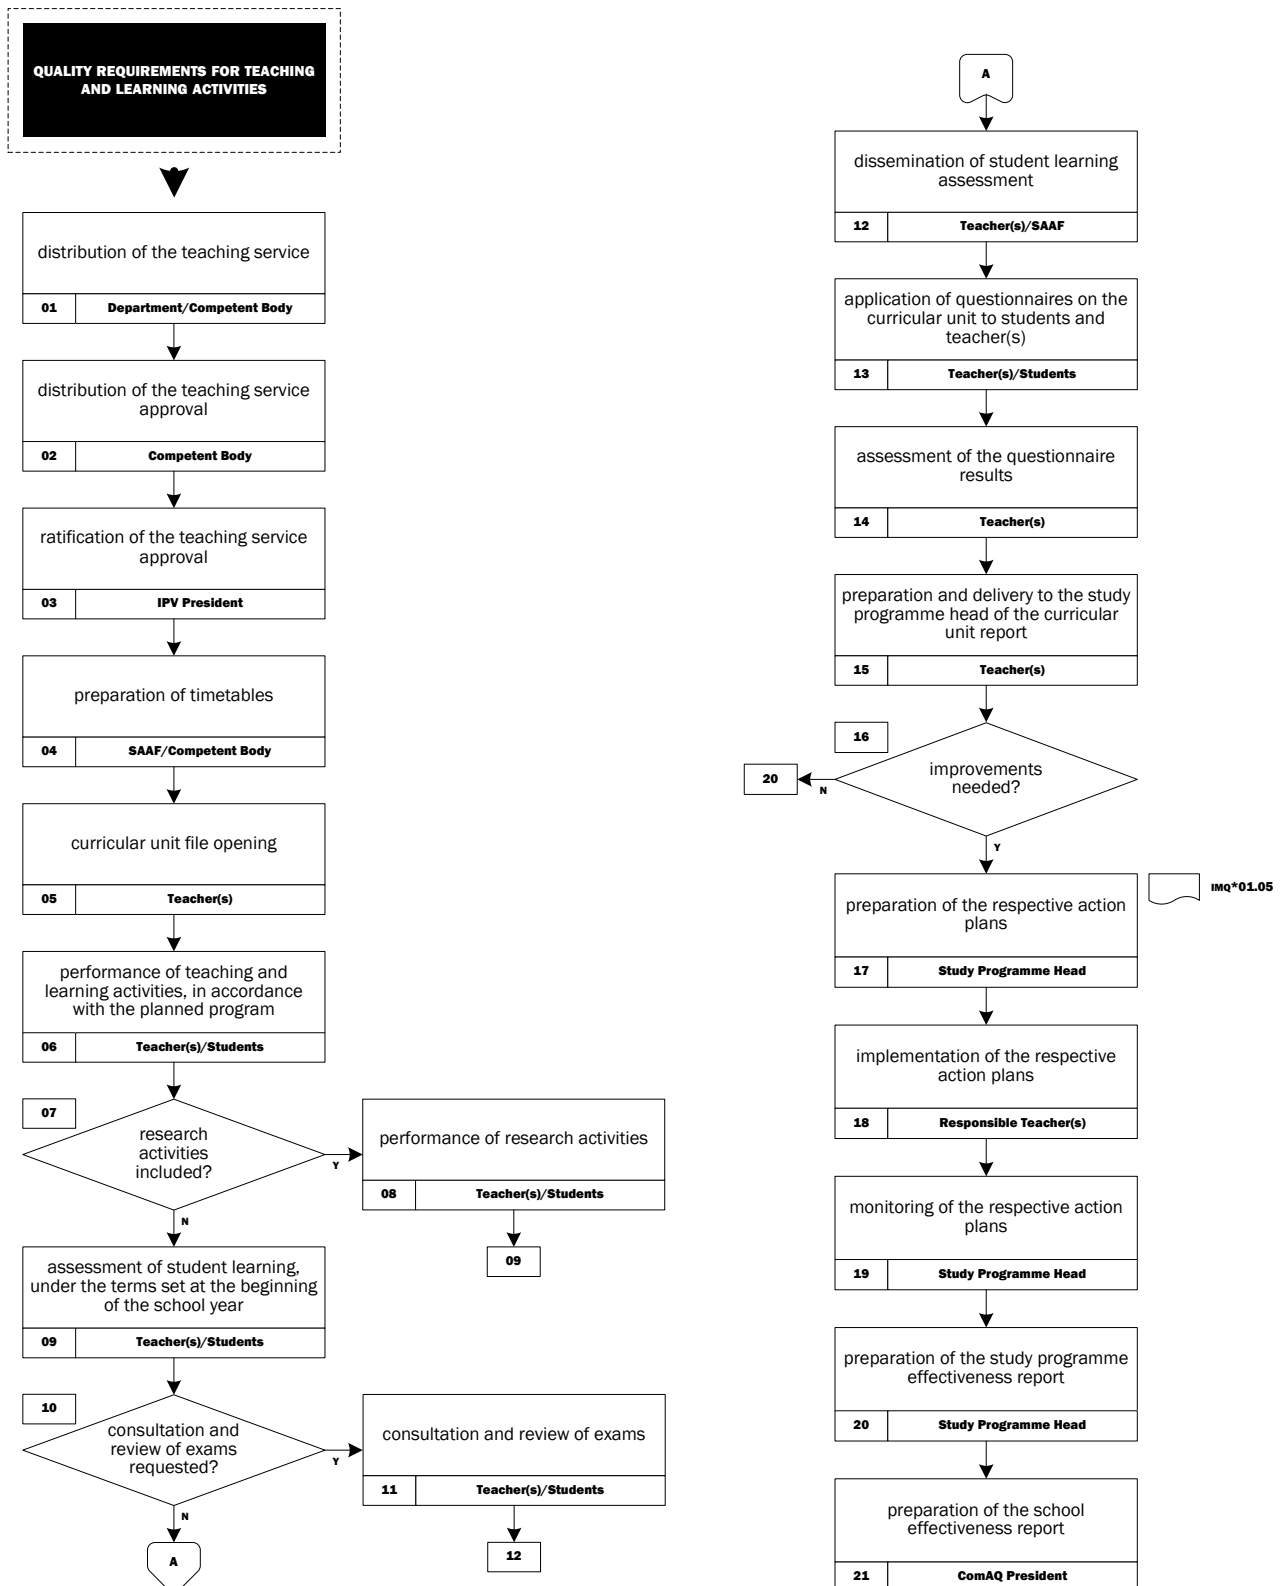 QUALITY REQUIREMENTS FOR TEACHING
AND LEARNING ACTIVITIES
distribution of the teaching service
01 Department/Competent Body
distribution of the teaching service
approval
02 Competent Body
ratification of the teaching service
approval
03 IPV President
preparation of timetables
04 SAAF/Competent Body
curricular unit file opening
05 Teacher(s)
performance of teaching and
learning activities, in accordance
with the planned program
06 Teacher(s)/Students
07
research
activities
included?
Y
N
performance of research activities
08 Teacher(s)/Students
09
assessment of student learning,
under the terms set at the beginning
of the school year
09 Teacher(s)/Students
10
consultation and
review of exams
requested?
Y
N
consultation and review of exams
11 Teacher(s)/Students
12
A
A
dissemination of student learning
assessment
12 Teacher(s)/SAAF
application of questionnaires on the
curricular unit to students and
teacher(s)
13 Teacher(s)/Students
assessment of the questionnaire
results
14 Teacher(s)
preparation and delivery to the study
programme head of the curricular
unit report
15 Teacher(s)
16
improvements
needed?
20
N
Y
preparation of the respective action
plans
17 Study Programme Head
IMQ*01.05
implementation of the respective
action plans
18 Responsible Teacher(s)
monitoring of the respective action
plans
19 Study Programme Head
preparation of the study programme
effectiveness report
20 Study Programme Head
preparation of the school
effectiveness report
21 ComAQ President